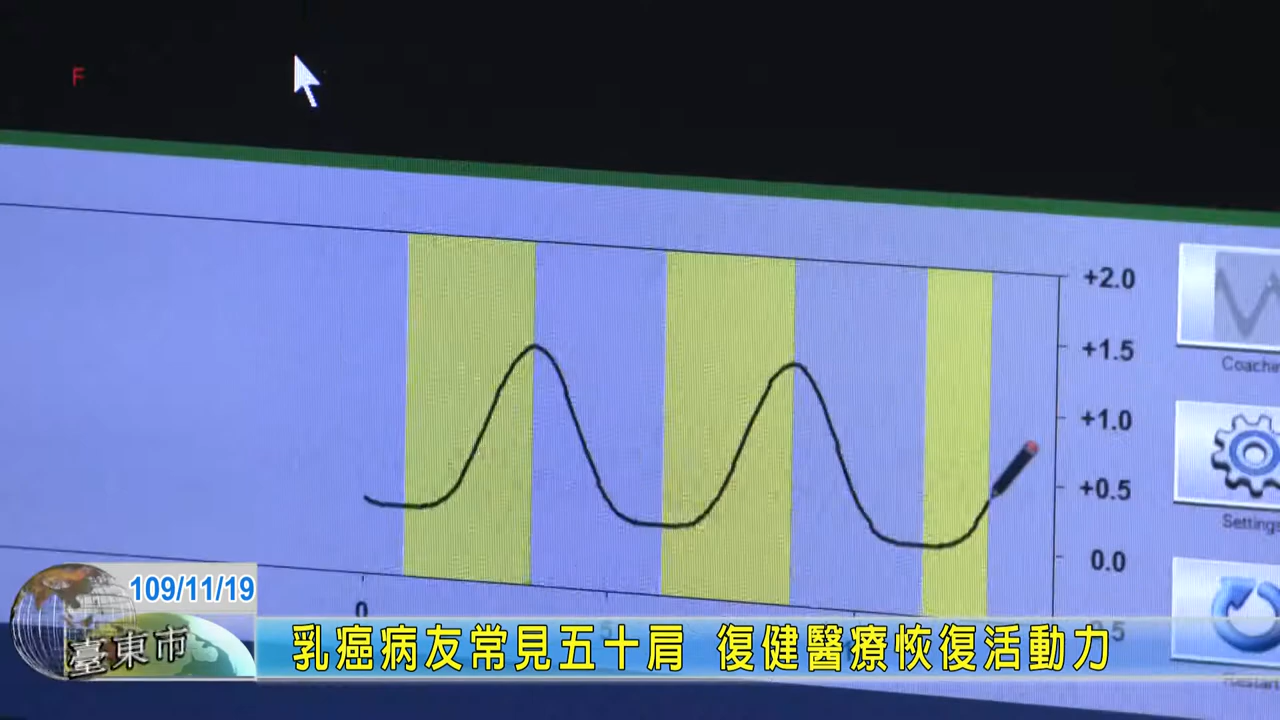 F
+2.0
+1.5
Coachin
+1.0
+0.5
Settings
0.0
109/11/19
0
臺東市
乳癌病友常見五十肩 復健醫療恢復活動力
Restart